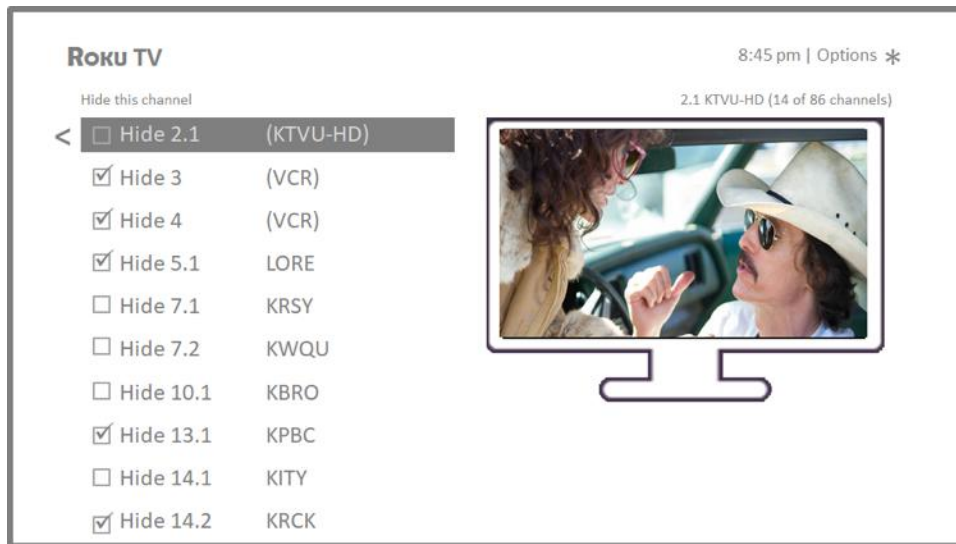 Roku TV
8:45 pm | Options *
Hide this channel
2.1 KTVU-HD (14 of 86 channels)
< Hide 2.1 (KTVU-HD)
Hide 3 (VCR)
Hide 4 (VCR)
Hide 5.1 LORE
Hide 7.1 KRSY
Hide 7.2 KWQU
Hide 10.1 KBRO
Hide 13.1 KPBC
Hide 14.1 KITY
Hide 14.2 KRCK